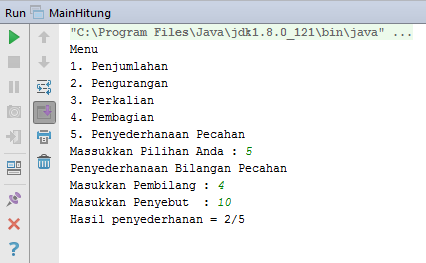 Run MainHitung
"C:\Program Files\Java\jdk1.8.0_121\bin\java" ...
Menu
1. Penjumlahan
2. Pengurangan
3. Perkalian
4. Pembagian
5. Penyederhanaan Pecahan
Massukkan Pilihan Anda : 5
Penyederhanaan Bilangan Pecahan
Masukkan Pembilang : 4
Masukkan Penyebut  : 10
Hasil penyederhanan = 2/5